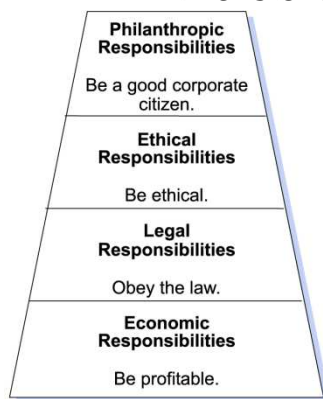 Philanthropic
Responsibilities
Be a good corporate
citizen.
Ethical
Responsibilities
Be ethical.
Legal
Responsibilities
Obey the law.
Economic
Responsibilities
Be profitable.